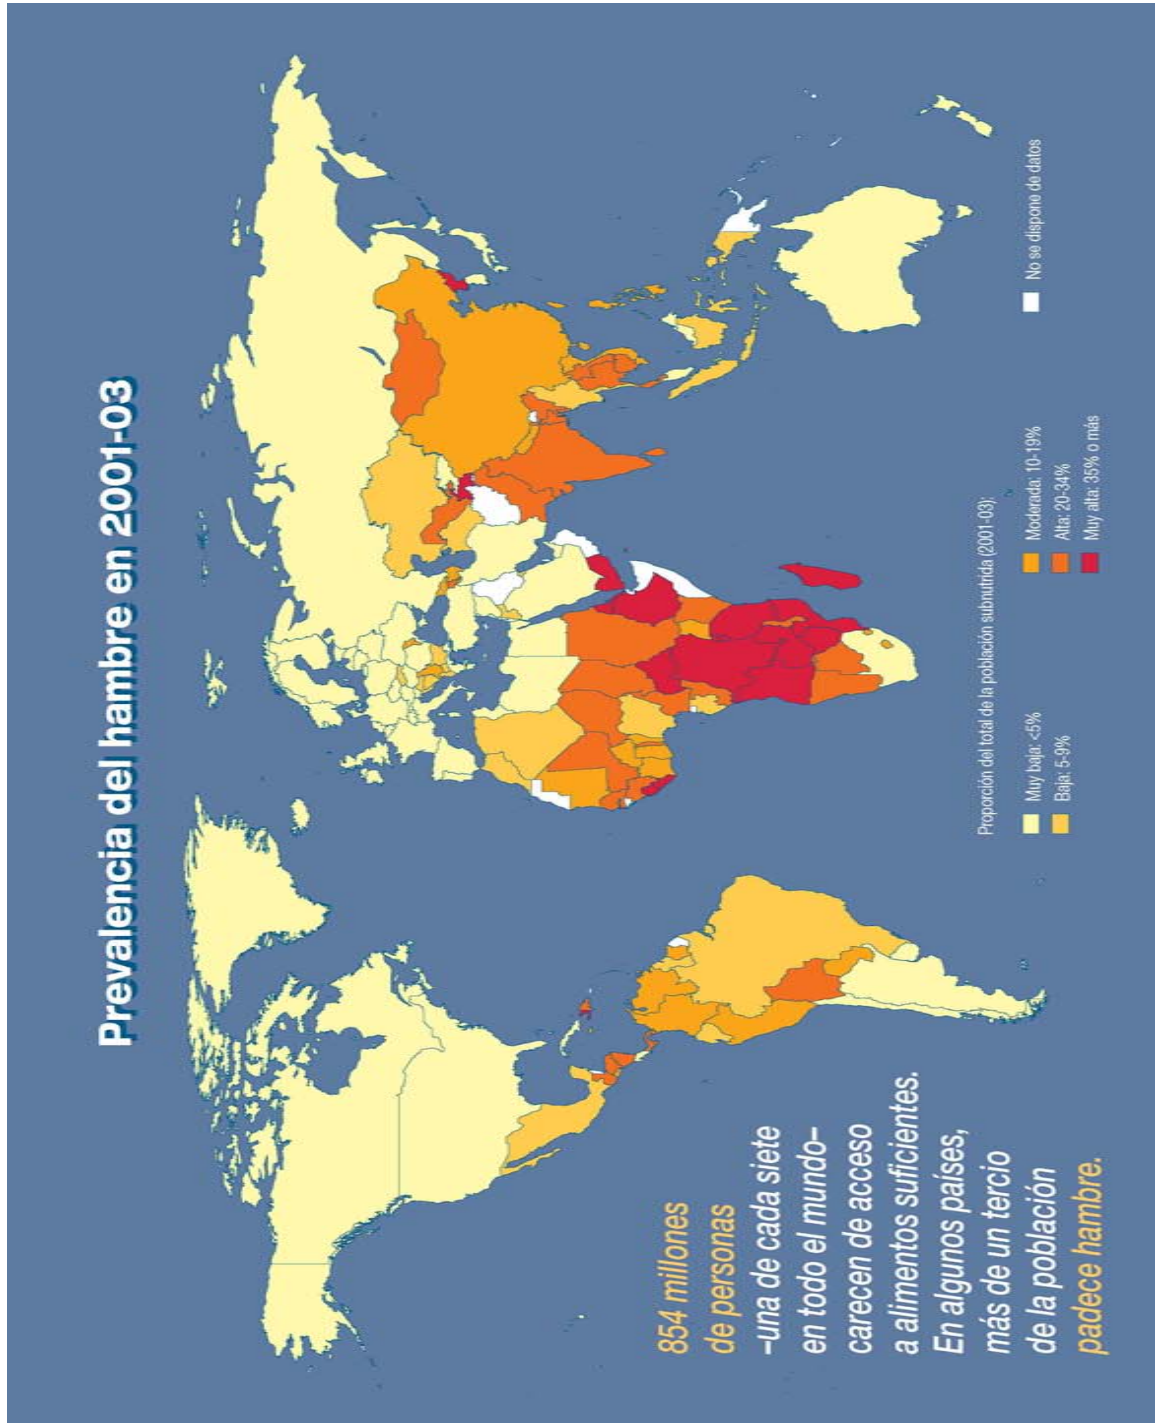 Prevalencia del hambre en 2001-03
854 millones
de personas
–una de cada siete
en todo el mundo–
carecen de acceso
a alimentos suficientes.
En algunos países,
más de un tercio
de la población
padece hambre.
Proporción del total de la población subnutrida (2001-03):
Muy baja: <5%
Baja: 5-9%
Moderada: 10-19%
Alta: 20-34%
Muy alta: 35% o más
No se dispone de datos